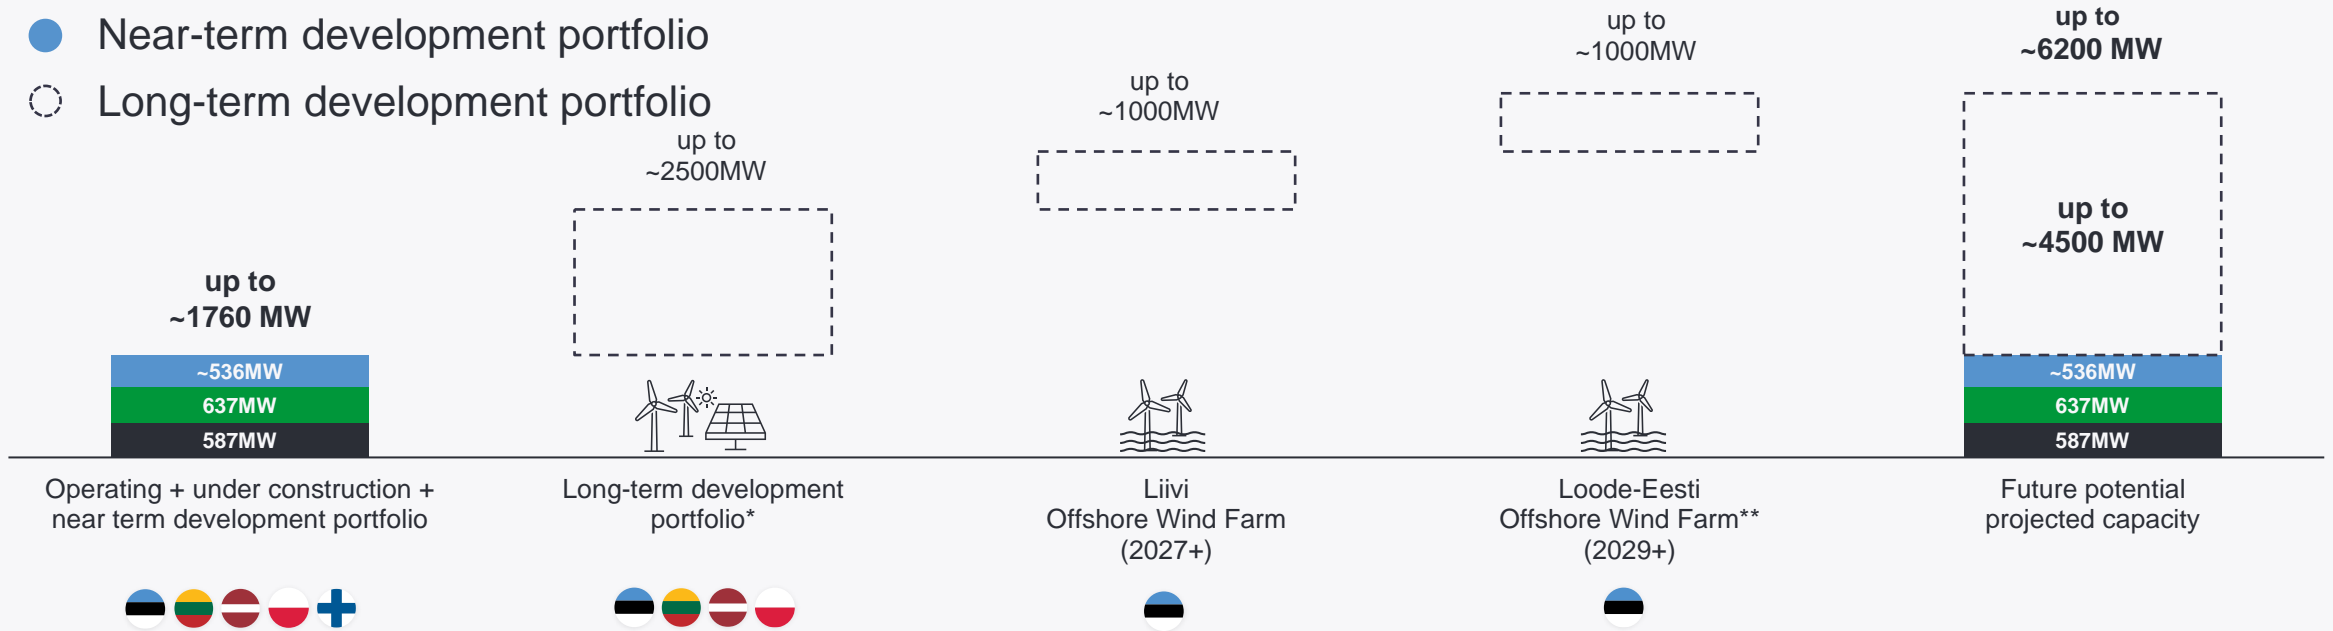 Near-term development portfolio
Long-term development portfolio
up to
~1760 MW
~536MW
637MW
587MW
Operating + under construction +
near term development portfolio
up to
~2500MW
Long-term development
portfolio*
up to
~1000MW
Liivi
Offshore Wind Farm
(2027+)
up to
~1000MW
Loode-Eesti
Offshore Wind Farm**
(2029+)
up to
~6200 MW
up to
~4500 MW
~536MW
637MW
587MW
Future potential
projected capacity